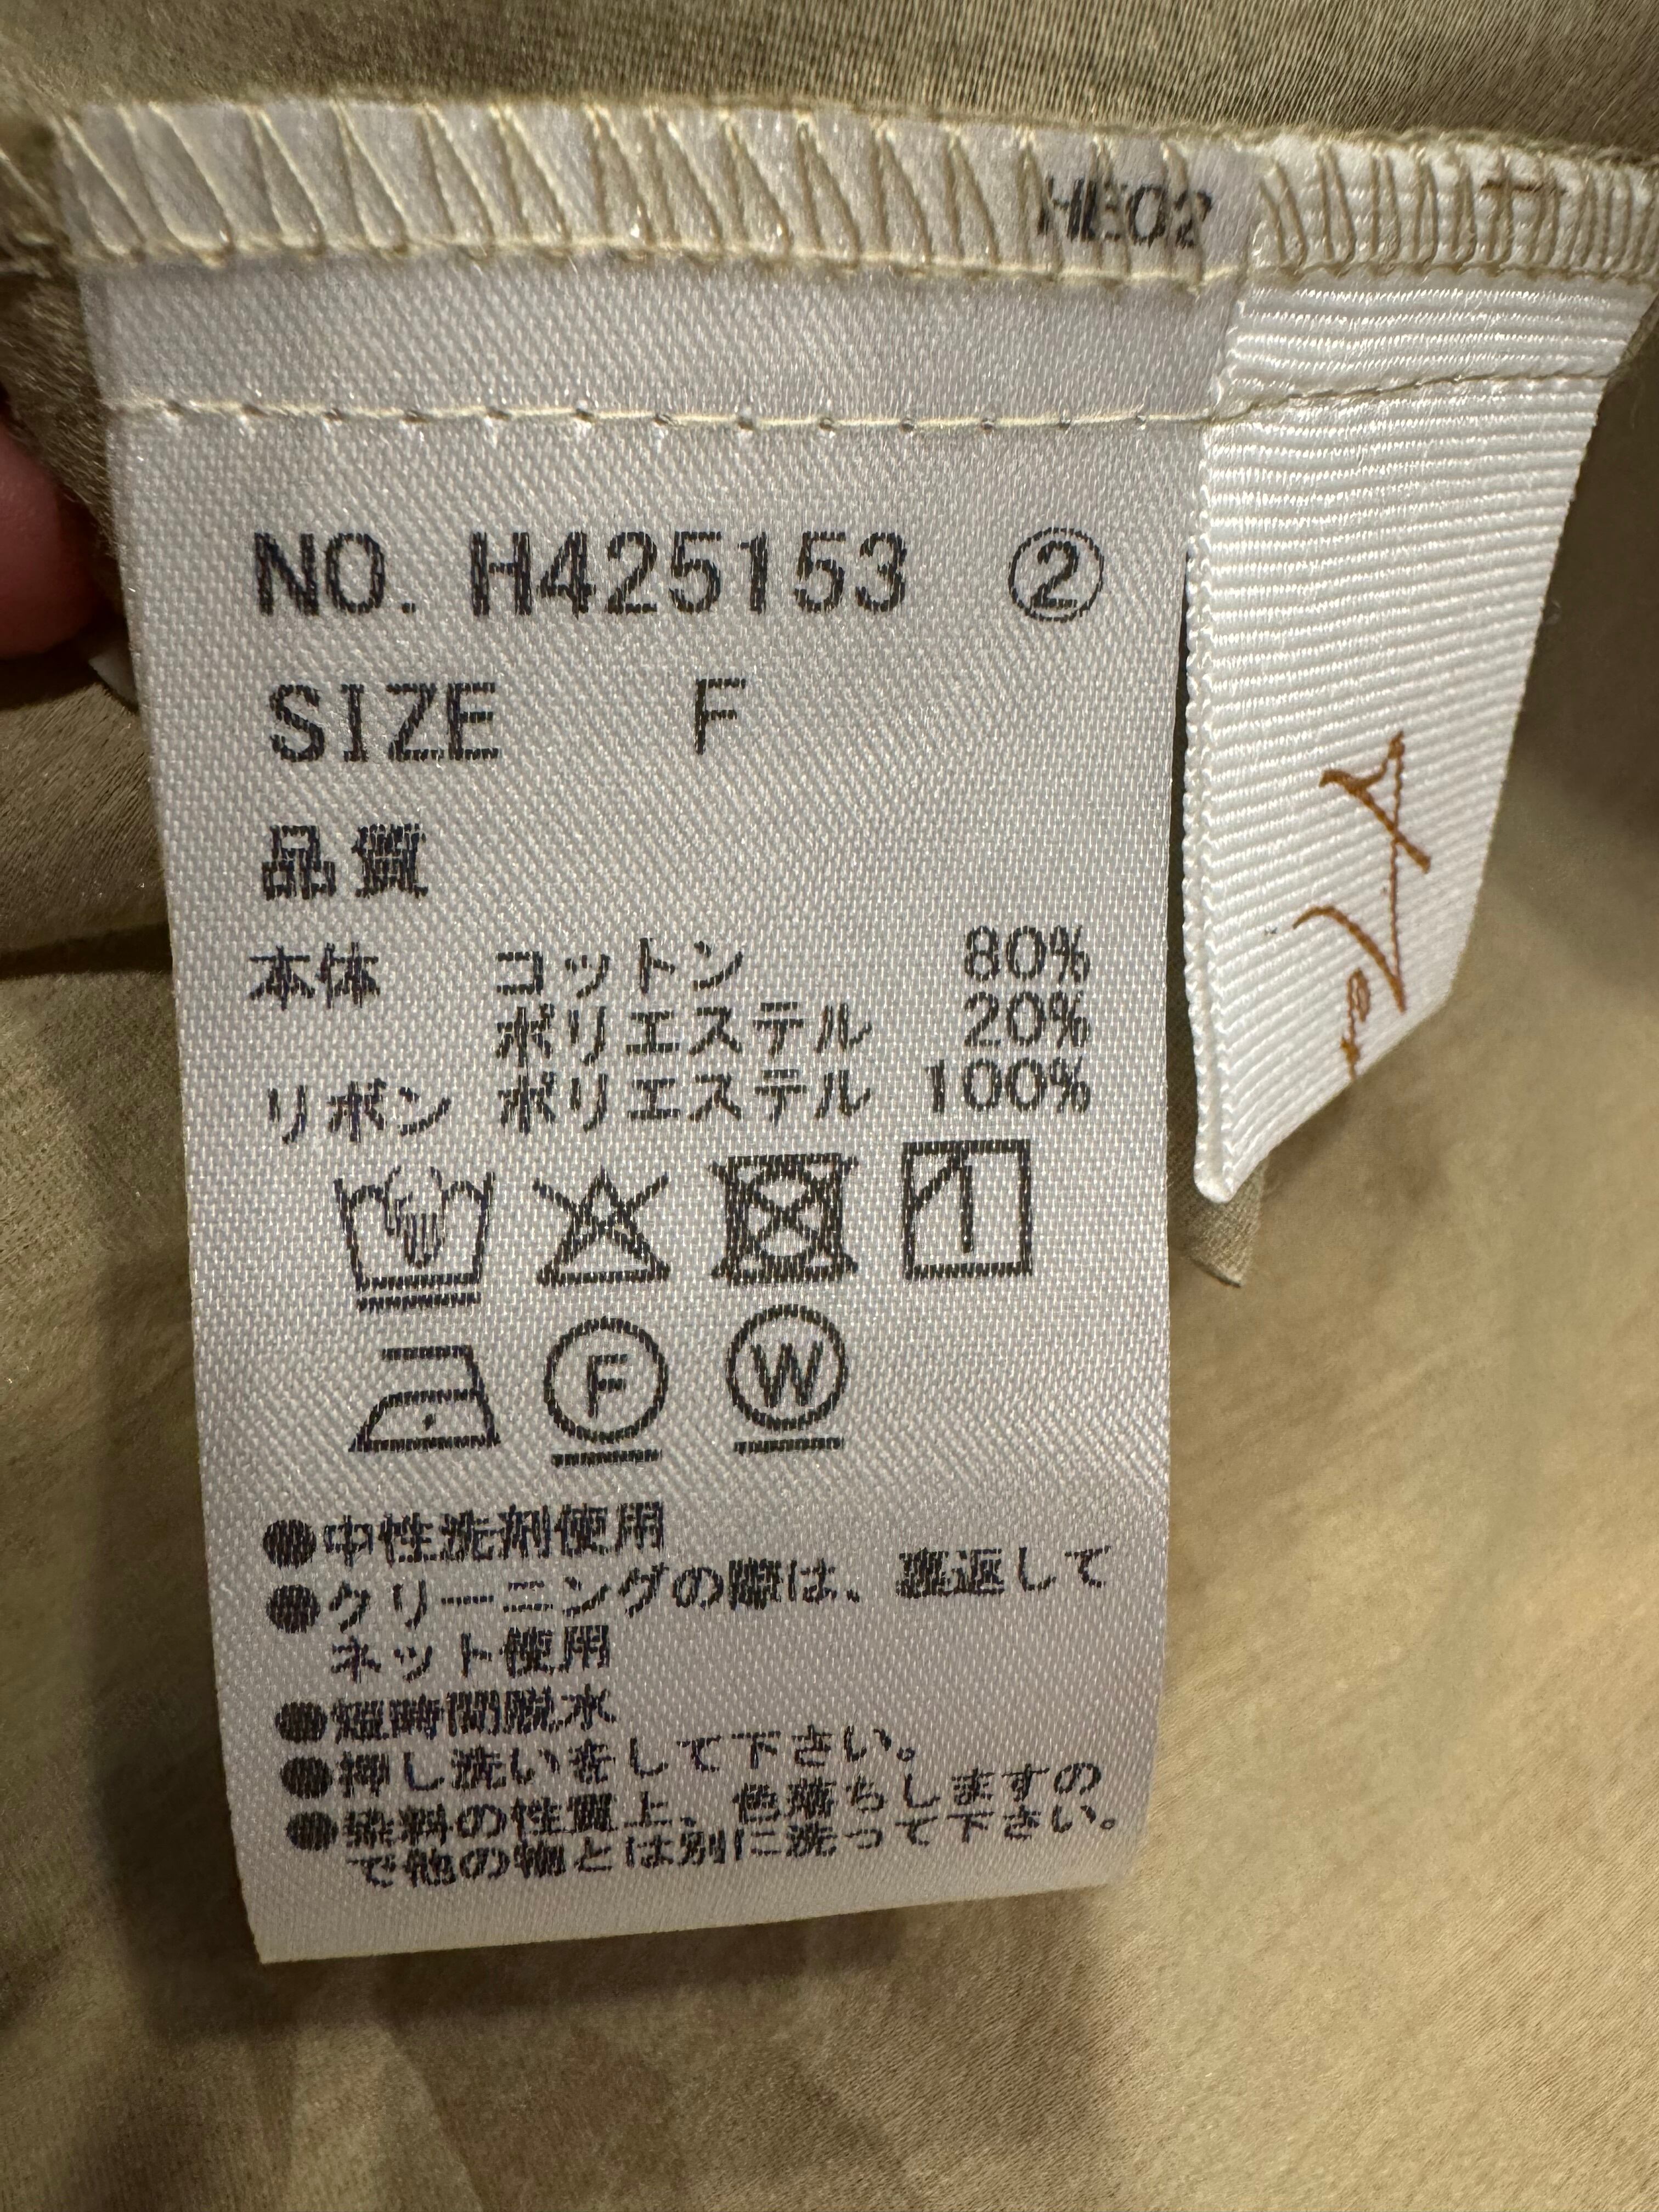 HE02
NO. H425153 ②
SIZE F
品質
本体 コットン 80%
ポリエステル 20%
リボン ポリエステル 100%
F W
●中性洗剤使用
●クリーニングの際は、裏返して
ネット使用
●短時間脱水
●押し洗いをして下さい。
●染料の性質上、色落ちしますの
で他の物とは別に洗って下さい。